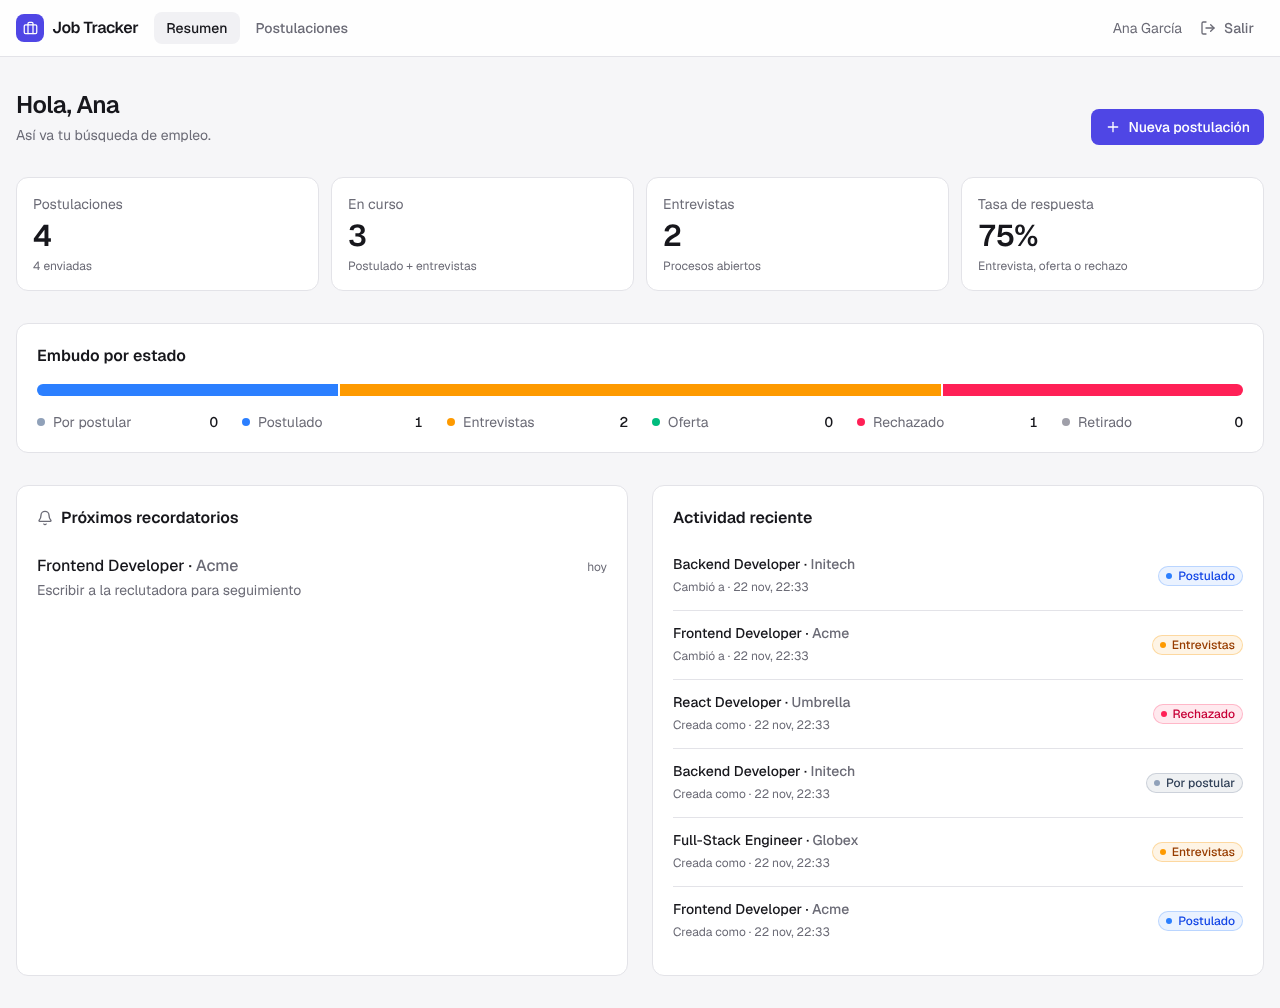 Job Tracker
Resumen
Postulaciones
Ana García
Salir
Hola, Ana
Así va tu búsqueda de empleo.
Nueva postulación
Postulaciones
4
4 enviadas
En curso
3
Postulado + entrevistas
Entrevistas
2
Procesos abiertos
Tasa de respuesta
75%
Entrevista, oferta o rechazo
Embudo por estado
Por postular 0
Postulado 1
Entrevistas 2
Oferta 0
Rechazado 1
Retirado 0
Próximos recordatorios
Frontend Developer · Acme
hoy
Escribir a la reclutadora para seguimiento
Actividad reciente
Backend Developer · Initech
Cambió a · 22 nov, 22:33
Postulado
Frontend Developer · Acme
Cambió a · 22 nov, 22:33
Entrevistas
React Developer · Umbrella
Creada como · 22 nov, 22:33
Rechazado
Backend Developer · Initech
Creada como · 22 nov, 22:33
Por postular
Full-Stack Engineer · Globex
Creada como · 22 nov, 22:33
Entrevistas
Frontend Developer · Acme
Creada como · 22 nov, 22:33
Postulado